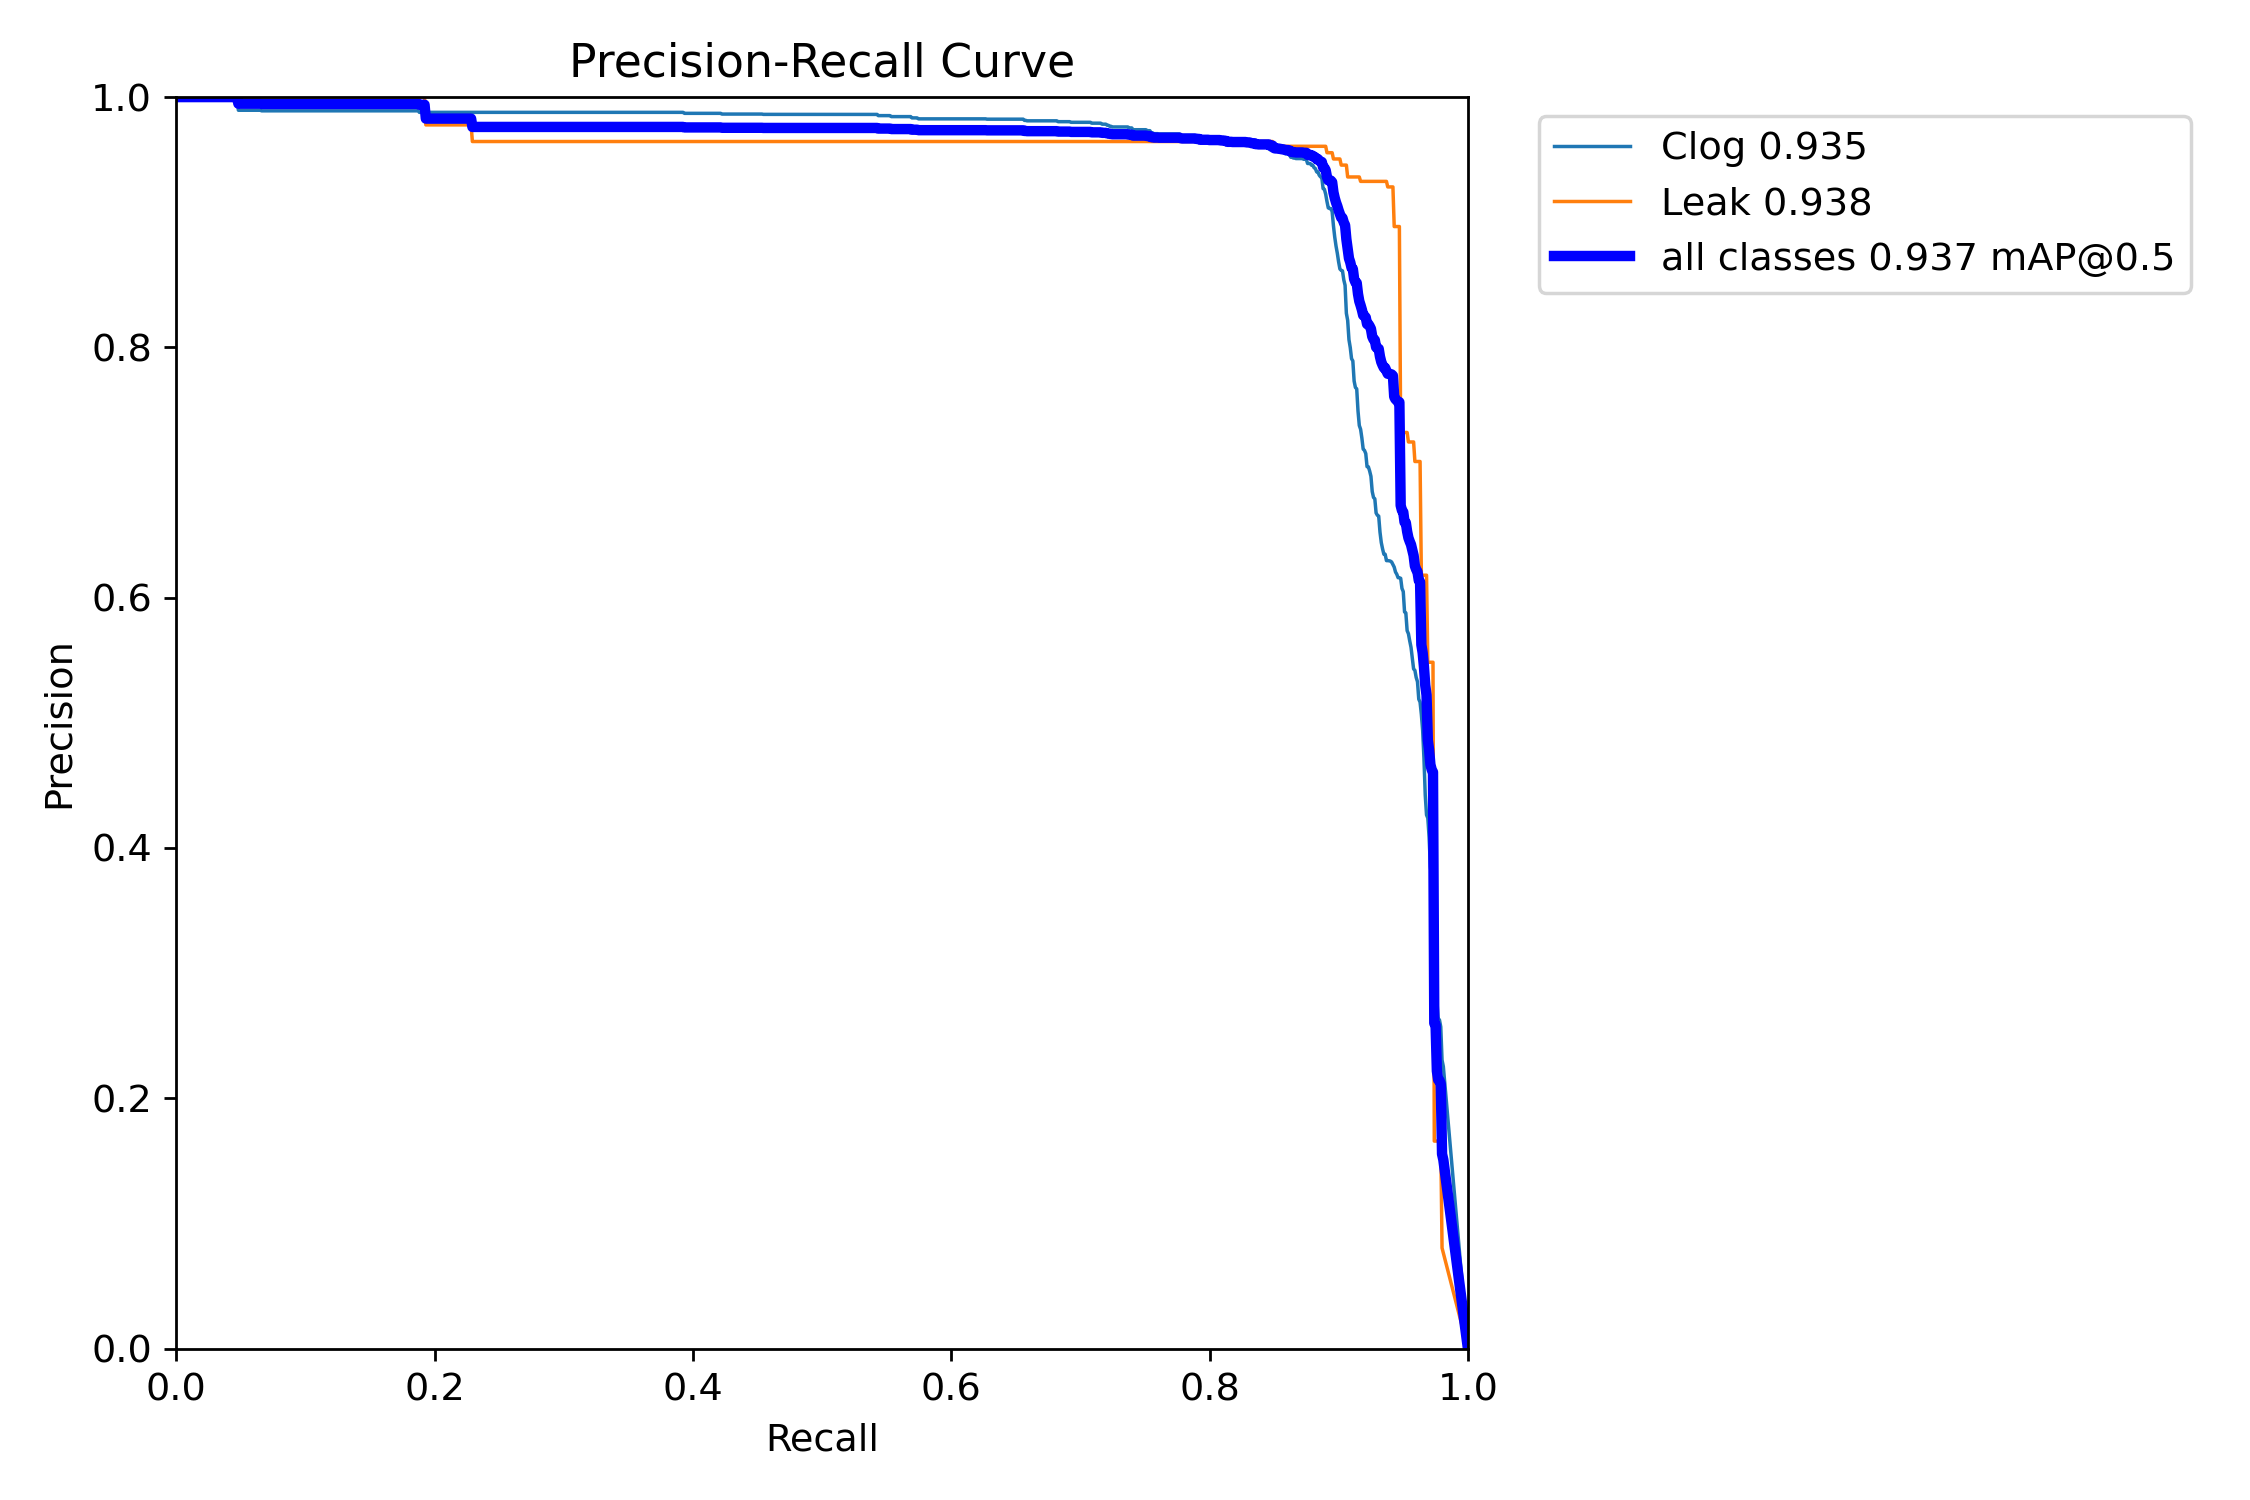 Precision-Recall Curve
Clog 0.935
Leak 0.938
all classes 0.937 mAP@0.5
1.0
0.8
0.6
0.4
0.2
0.0
Precision
0.0 0.2 0.4 0.6 0.8 1.0
Recall